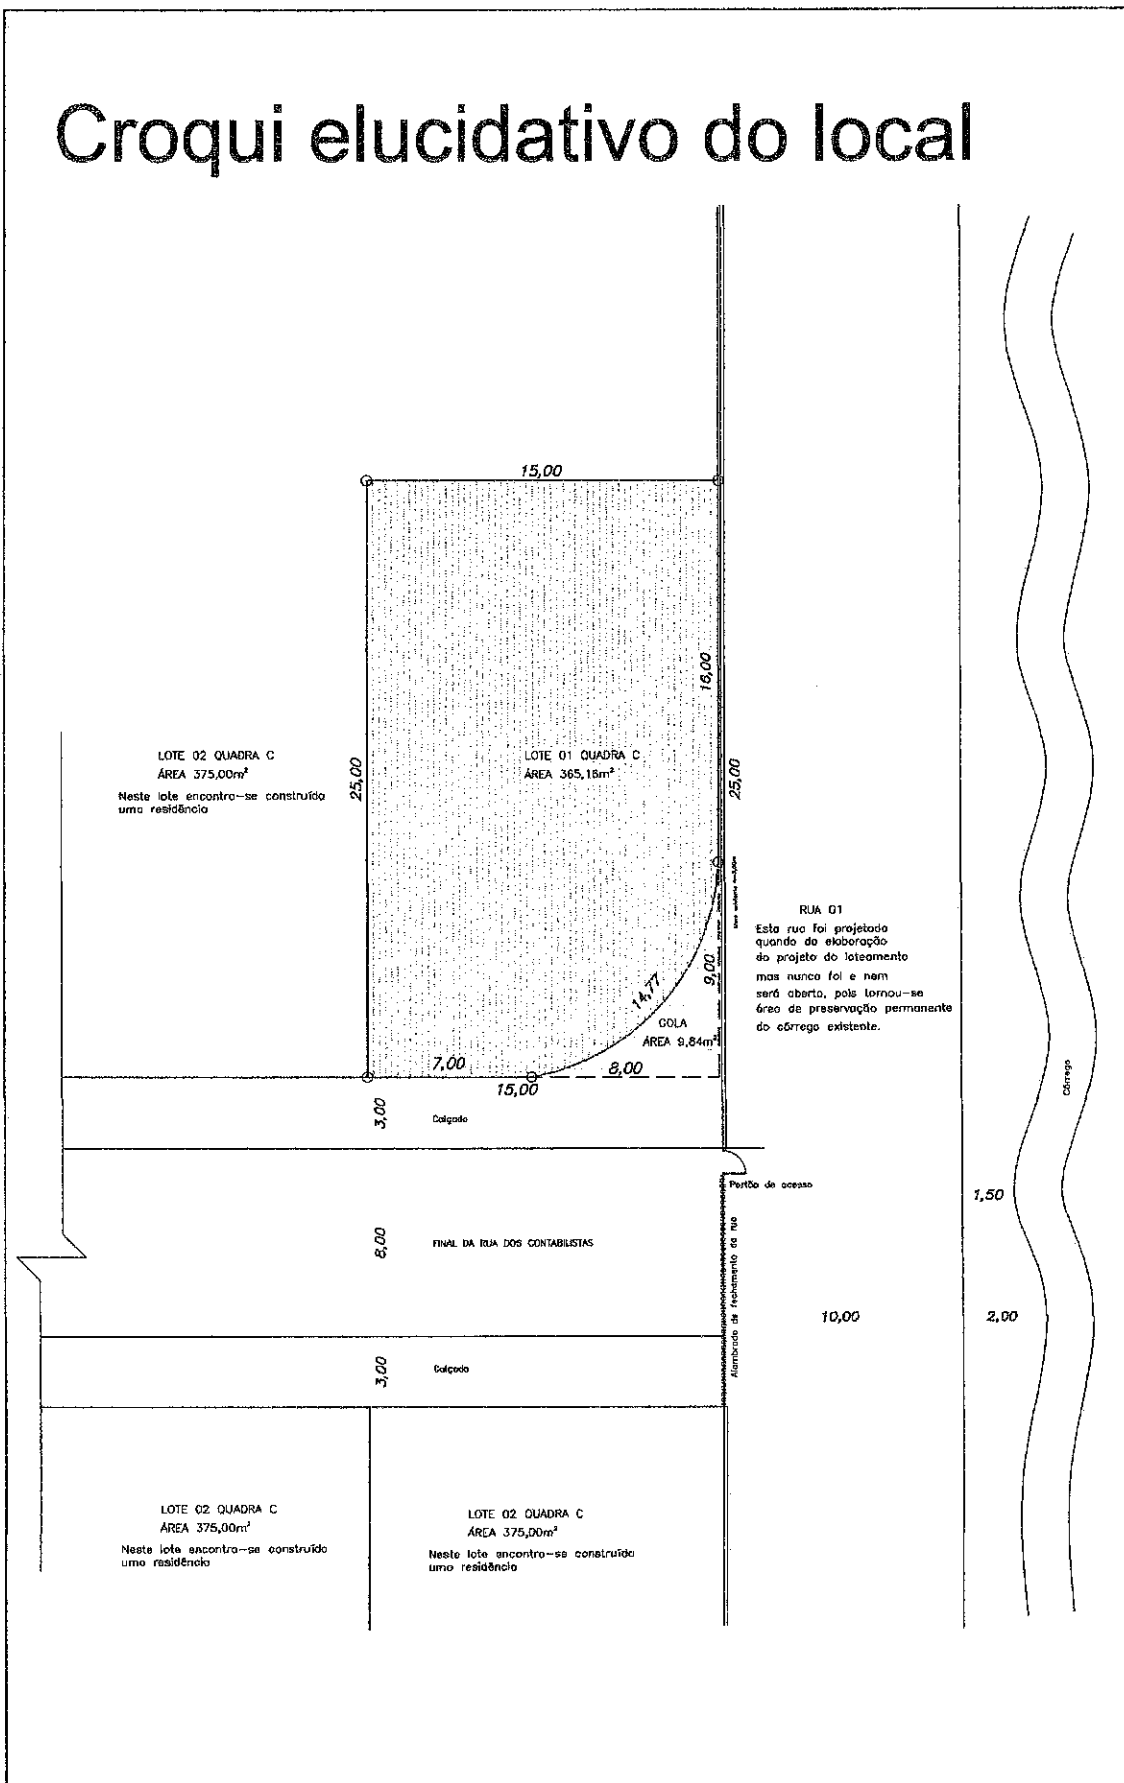 Croqui elucidativo do local
15,00
16,00
LOTE 02 QUADRA C
ÁREA 375,00m²
Neste lote encontra-se construída
uma residência
25,00
LOTE 01 QUADRA C
ÁREA 365,16m²
25,00
RUA 01
Esta rua foi projetada
quando da elaboração
do projeto do loteamento
mas nunca foi e nem
será aberta, pois tornou-se
área de preservação permanente
do córrego existente.
9,00
14,77
GOLA
ÁREA 9,84m²
7,00
8,00
15,00
3,00
Calçada
Córrego
Portão de acesso
1,50
8,00
FINAL DA RUA DOS CONTABILISTAS
Alambrado de fechamento da rua
10,00
2,00
3,00
Calçada
LOTE 02 QUADRA C
ÁREA 375,00m²
Neste lote encontra-se construída
uma residência
LOTE 02 QUADRA C
ÁREA 375,00m²
Neste lote encontra-se construída
uma residência